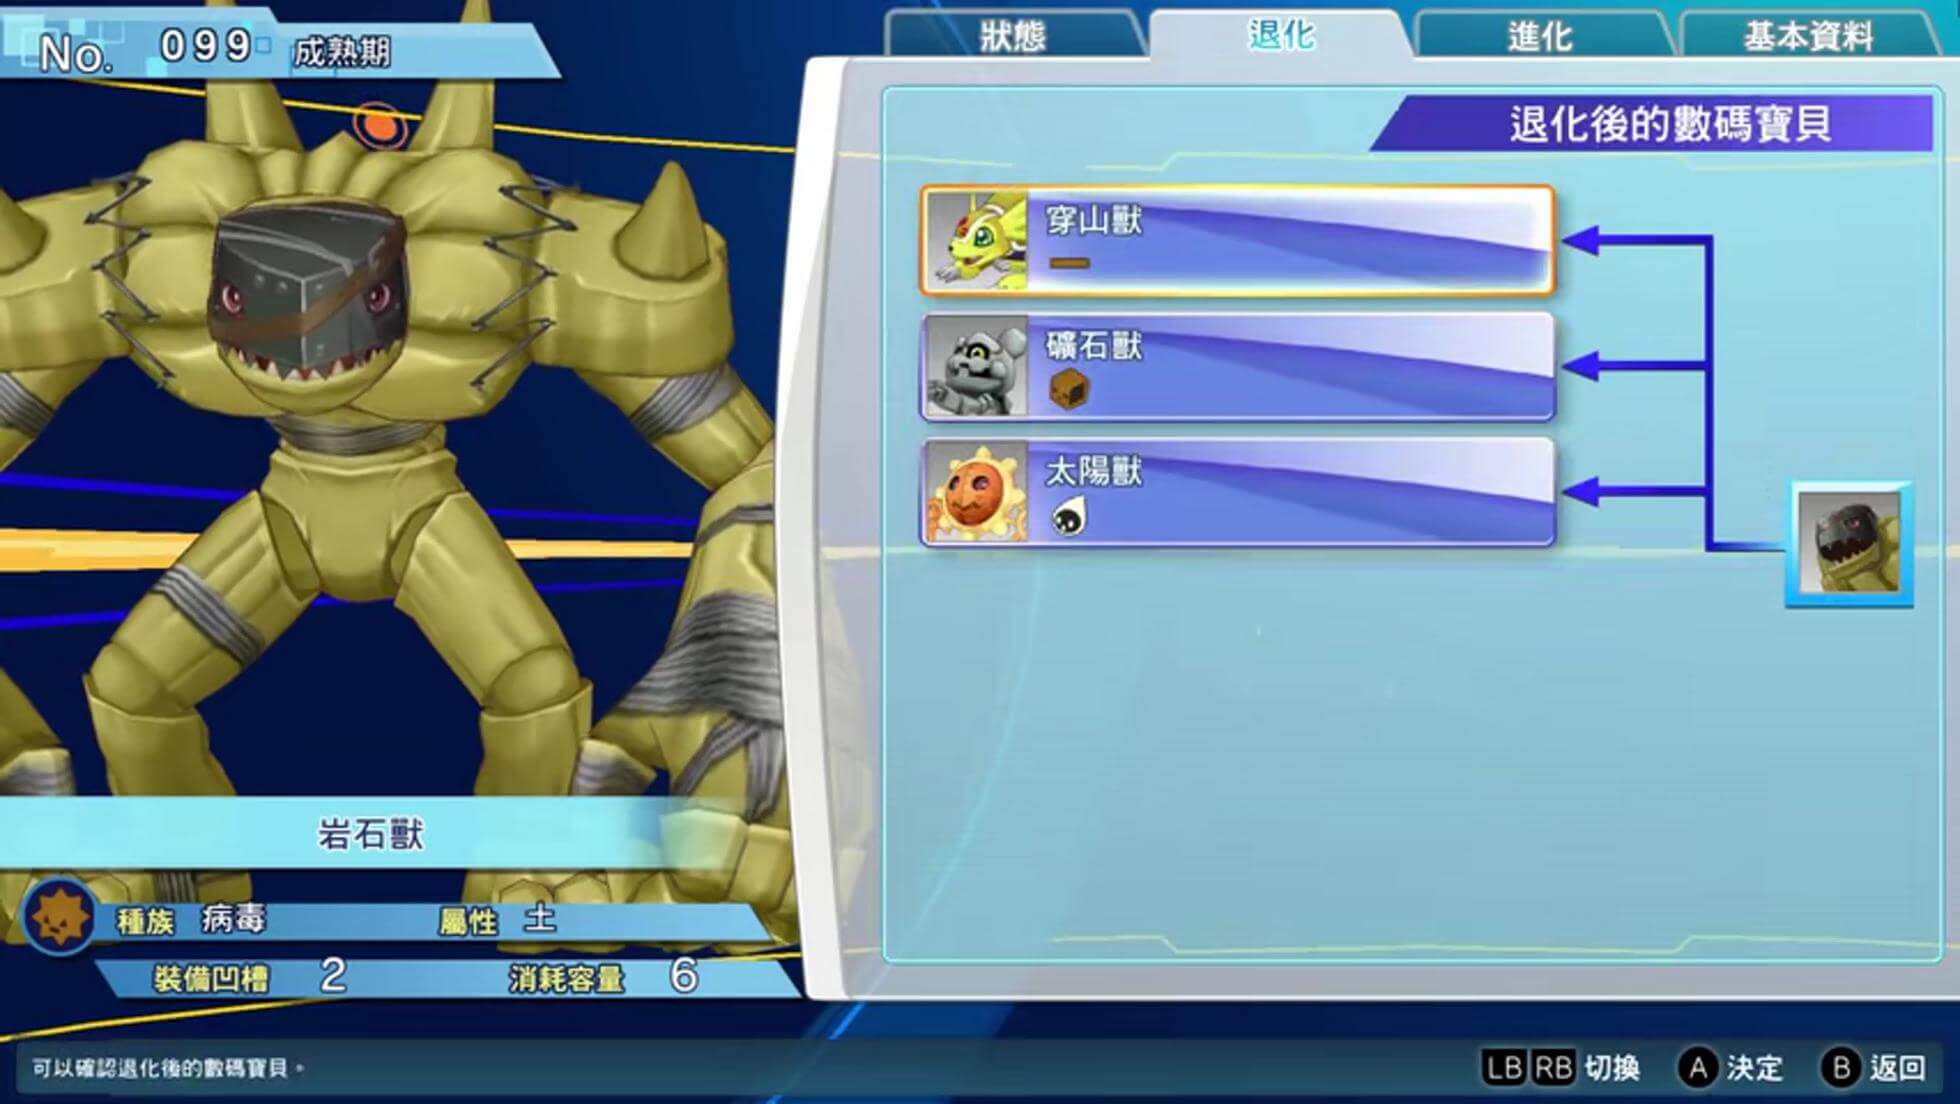 No. 099 成熟期
狀態 退化 進化 基本資料
退化後的數碼寶貝
穿山獸
礦石獸
太陽獸
岩石獸
種族 病毒 屬性 土
裝備凹槽 2 消耗容量 6
可以確認退化後的數碼寶貝。
LB RB 切換 A 決定 B 返回